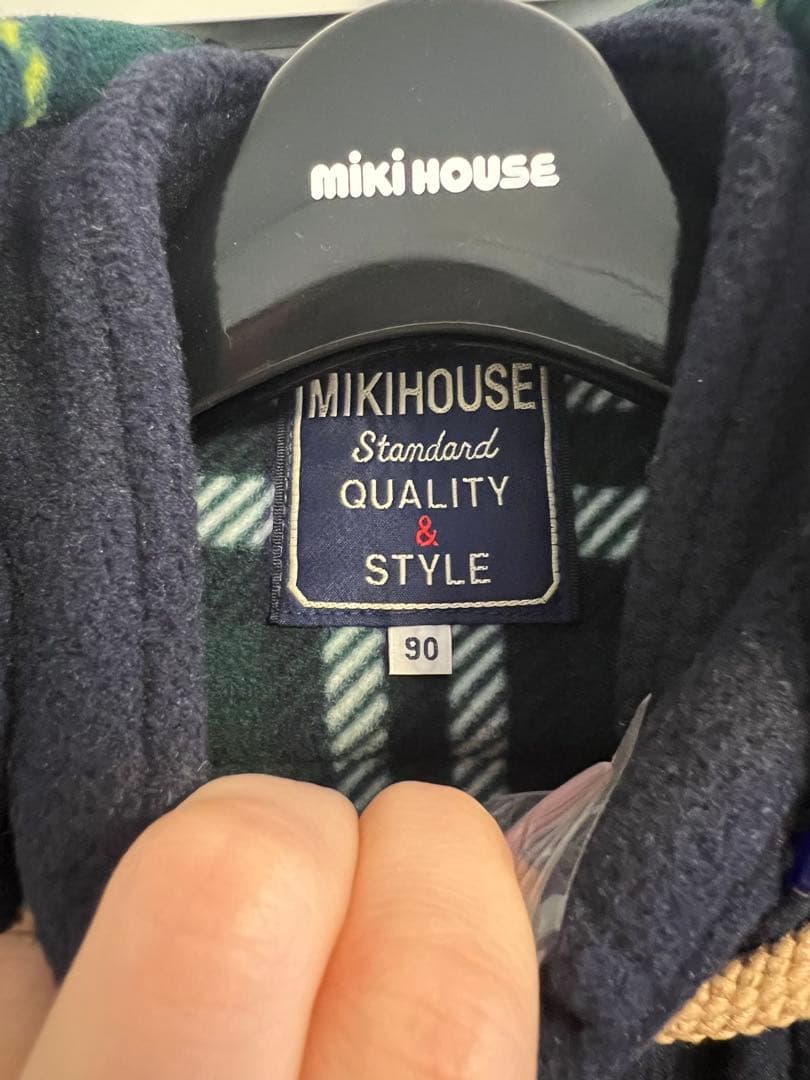 miki HOUSE
MIKIHOUSE
Standard
QUALITY
&
STYLE
90